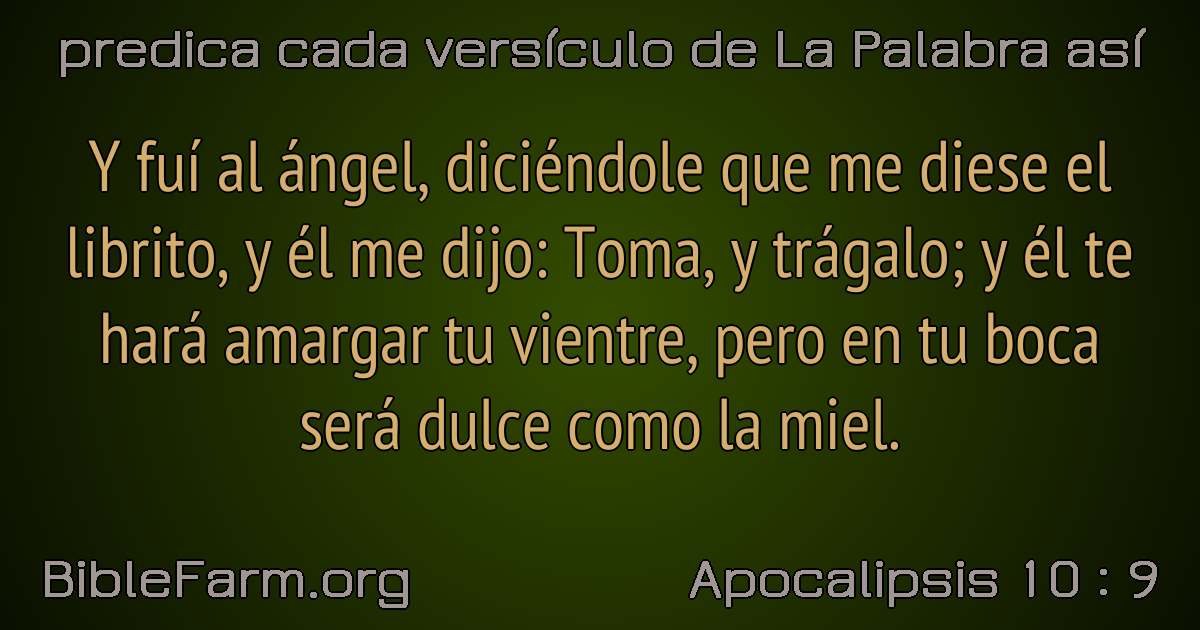 predica cada versículo de La Palabra así
Y fuí al ángel, diciéndole que me diese el
librito, y él me dijo: Toma, y trágalo; y él te
hará amargar tu vientre, pero en tu boca
será dulce como la miel.
BibleFarm.org
Apocalipsis 10 : 9